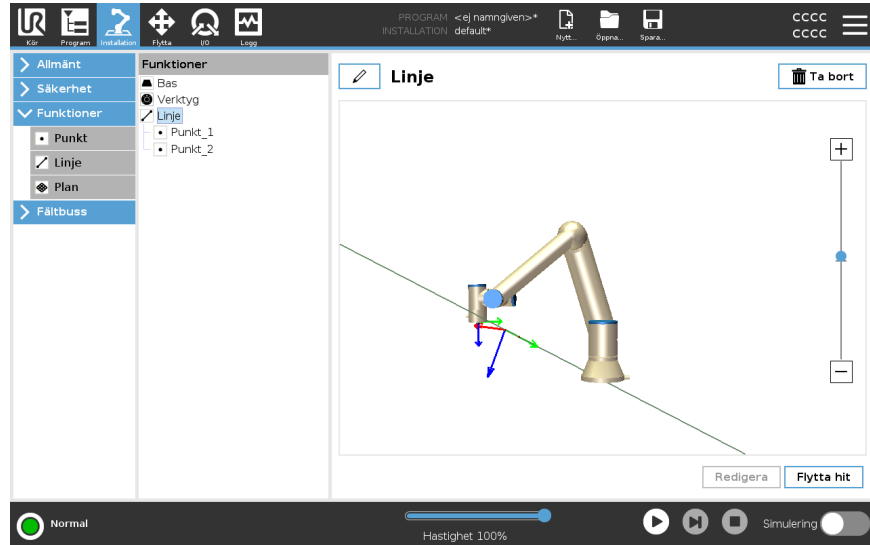 UR
PROGRAM <ej namngiven>*
INSTALLATION default*
cccc
cccc
Kör
Program
Installation
Flytta
I/O
Logg
Nytt...
Öppna...
Spara...
Allmänt
Säkerhet
Funktioner
Punkt
Linje
Plan
Fältbuss
Funktioner
Bas
Verktyg
Linje
Punkt_1
Punkt_2
Linje
Ta bort
Redigera
Flytta hit
Normal
Hastighet 100%
Simulering